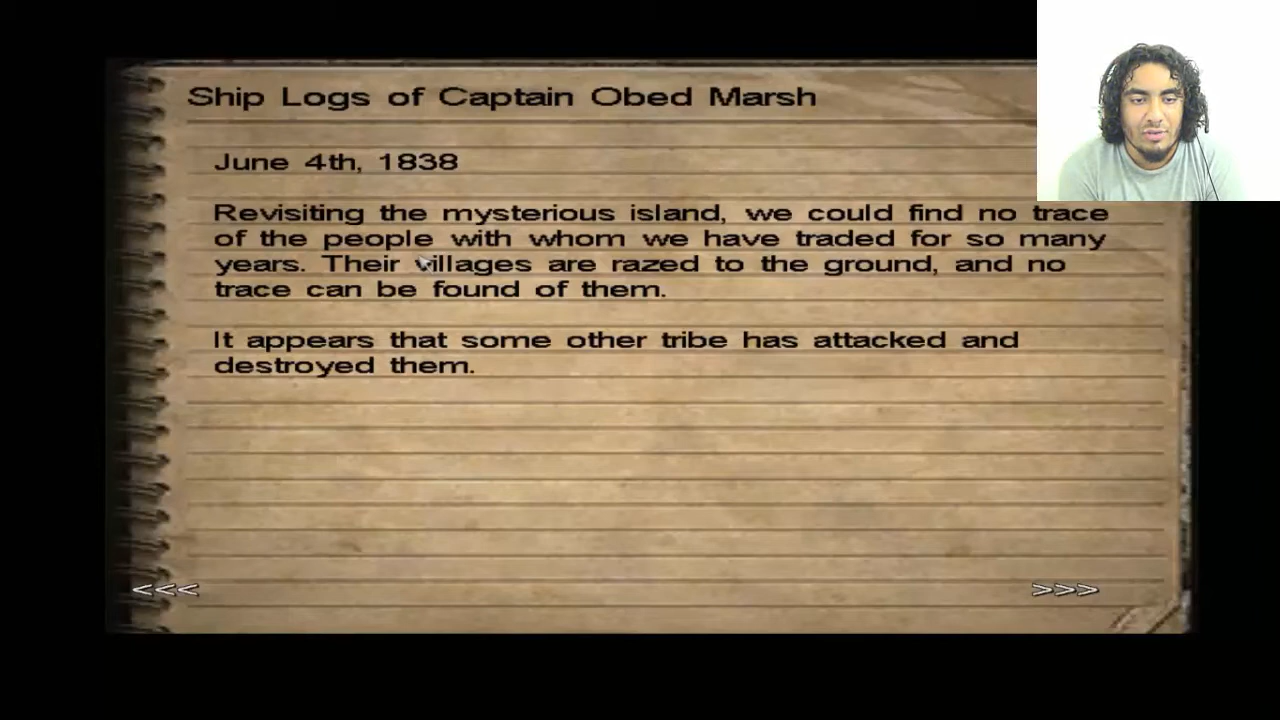 Ship Logs of Captain Obed Marsh
June 4th, 1838
Revisiting the mysterious island, we could find no trace
of the people with whom we have traded for so many
years. Their villages are razed to the ground, and no
trace can be found of them.
It appears that some other tribe has attacked and
destroyed them.
<<< >>>